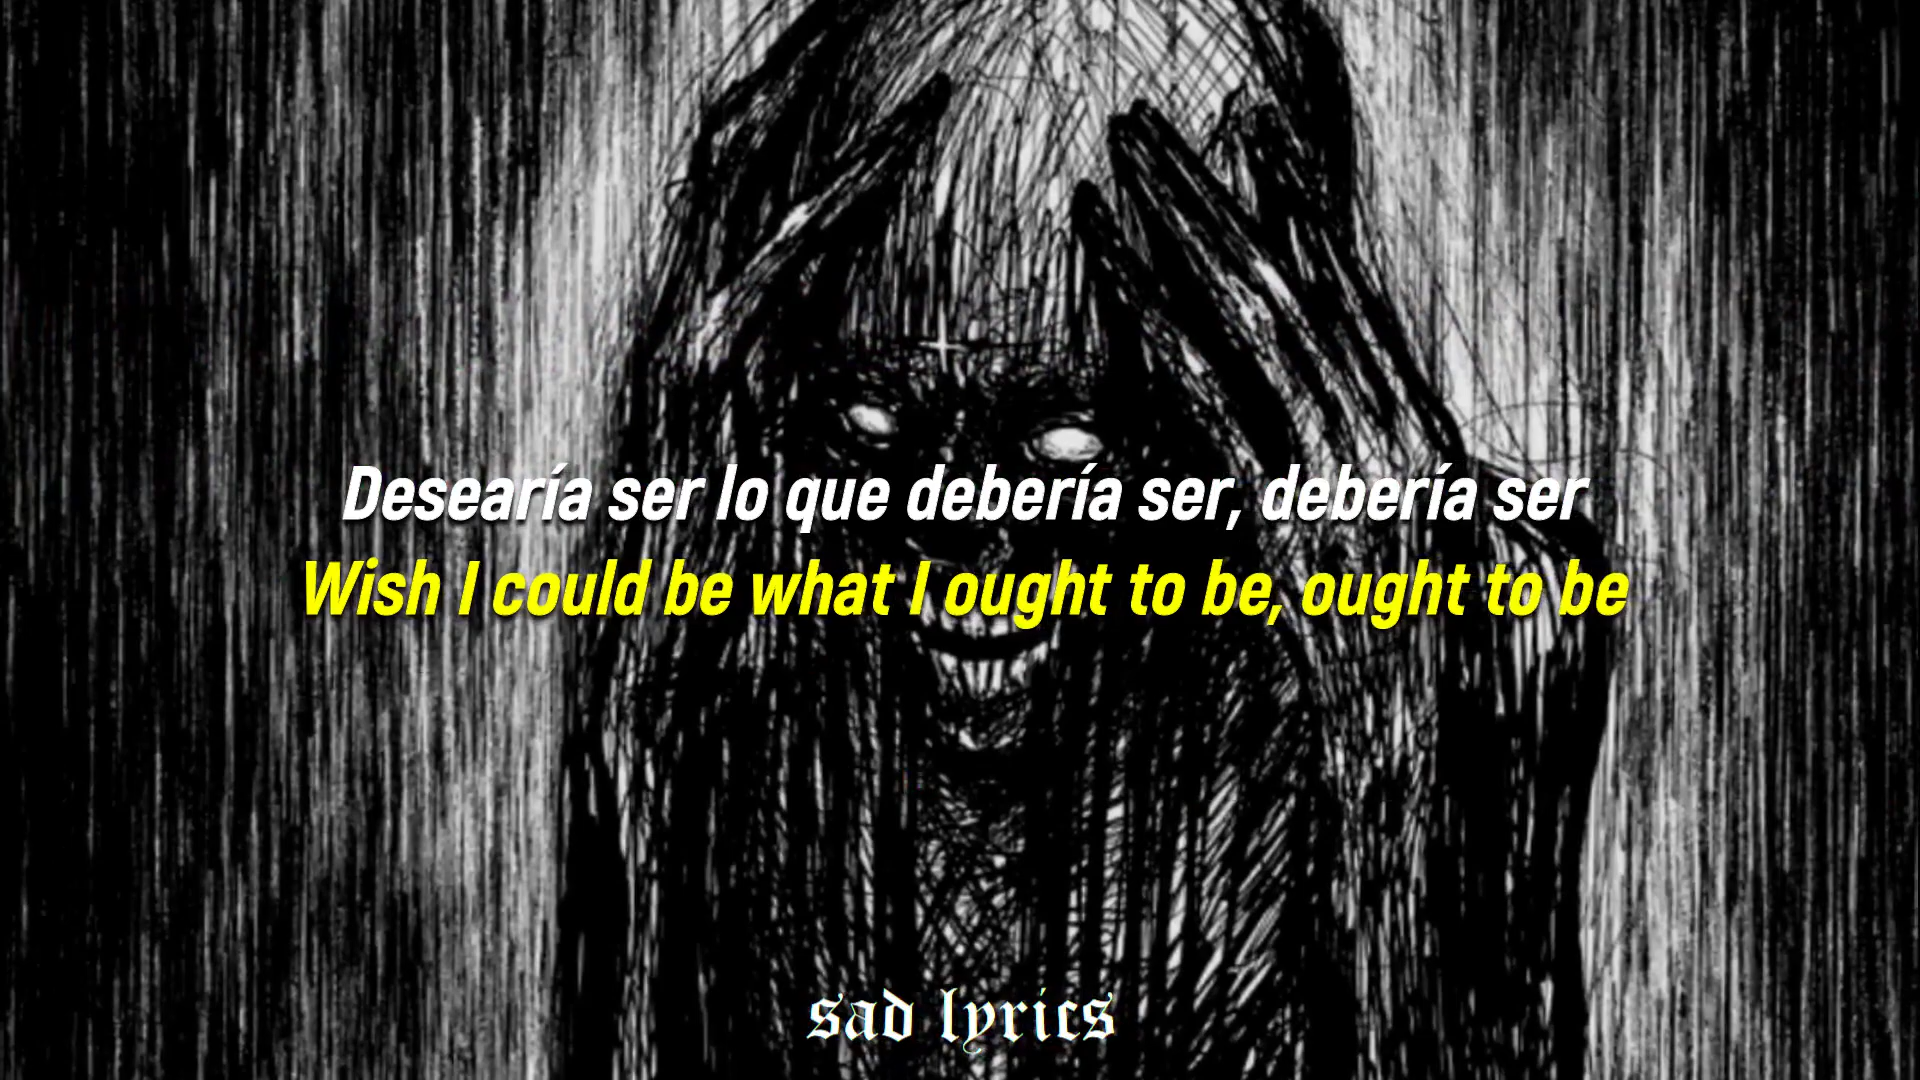 Desearía ser lo que debería ser, debería ser
Wish I could be what I ought to be, ought to be
sad lyrics